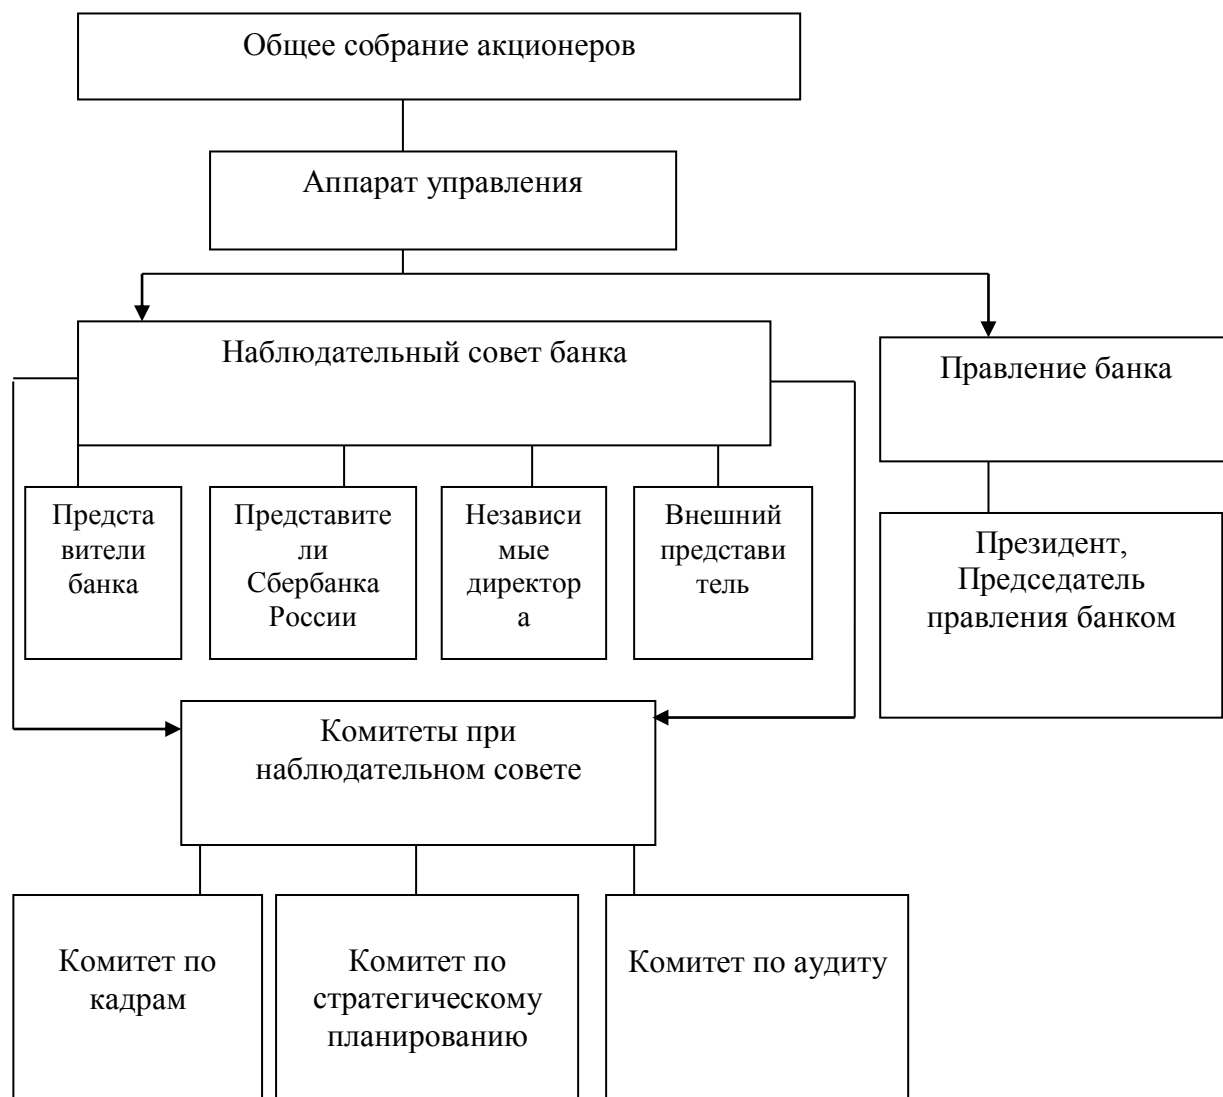 Общее собрание акционеров
Аппарат управления
Наблюдательный совет банка
Правление банка
Предста
вители
банка
Представите
ли
Сбербанка
России
Независи
мые
директор
а
Внешний
представи
тель
Президент,
Председатель
правления банком
Комитеты при
наблюдательном совете
Комитет по
кадрам
Комитет по
стратегическому
планированию
Комитет по аудиту